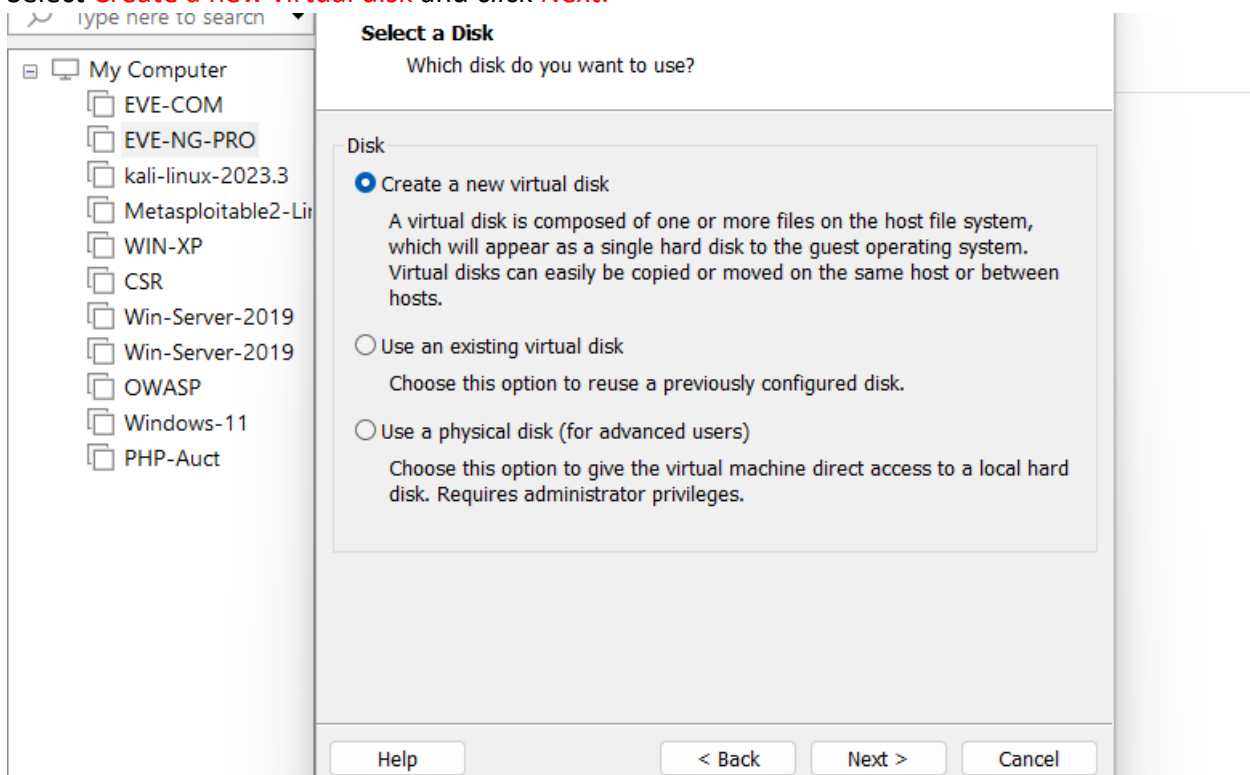 Select Create a new virtual disk and click Next.
Type here to search
My Computer
EVE-COM
EVE-NG-PRO
kali-linux-2023.3
Metasploitable2-Lin
WIN-XP
CSR
Win-Server-2019
Win-Server-2019
OWASP
Windows-11
PHP-Auct
Select a Disk
Which disk do you want to use?
Disk
Create a new virtual disk
A virtual disk is composed of one or more files on the host file system,
which will appear as a single hard disk to the guest operating system.
Virtual disks can easily be copied or moved on the same host or between
hosts.
Use an existing virtual disk
Choose this option to reuse a previously configured disk.
Use a physical disk (for advanced users)
Choose this option to give the virtual machine direct access to a local hard
disk. Requires administrator privileges.
Help
< Back
Next >
Cancel